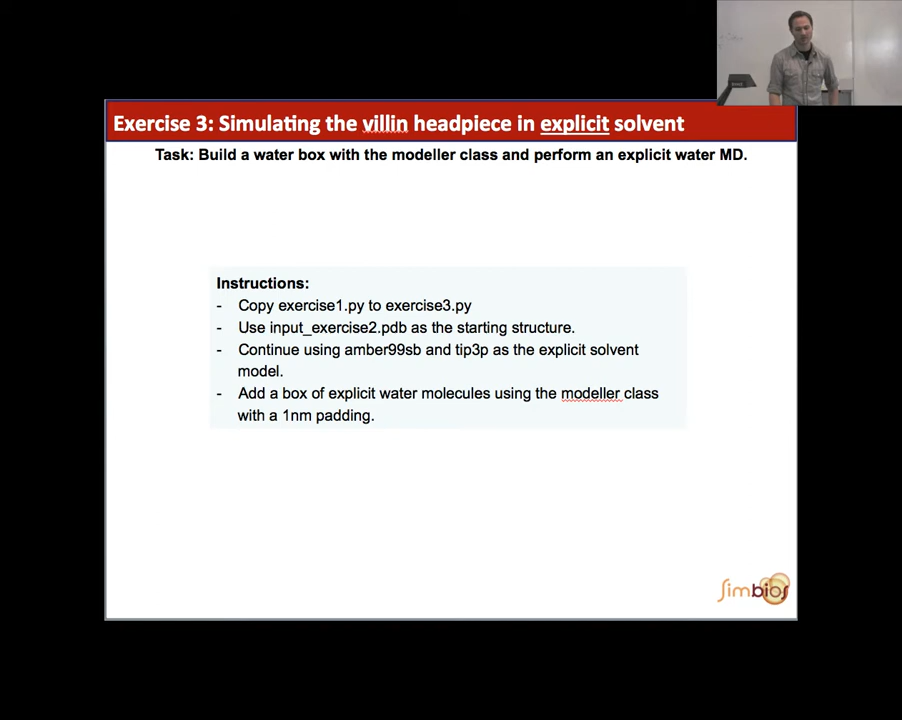 Exercise 3: Simulating the villin headpiece in explicit solvent
Task: Build a water box with the modeller class and perform an explicit water MD.
Instructions:
- Copy exercise1.py to exercise3.py
- Use input_exercise2.pdb as the starting structure.
- Continue using amber99sb and tip3p as the explicit solvent
model.
- Add a box of explicit water molecules using the modeller class
with a 1nm padding.
Simbios